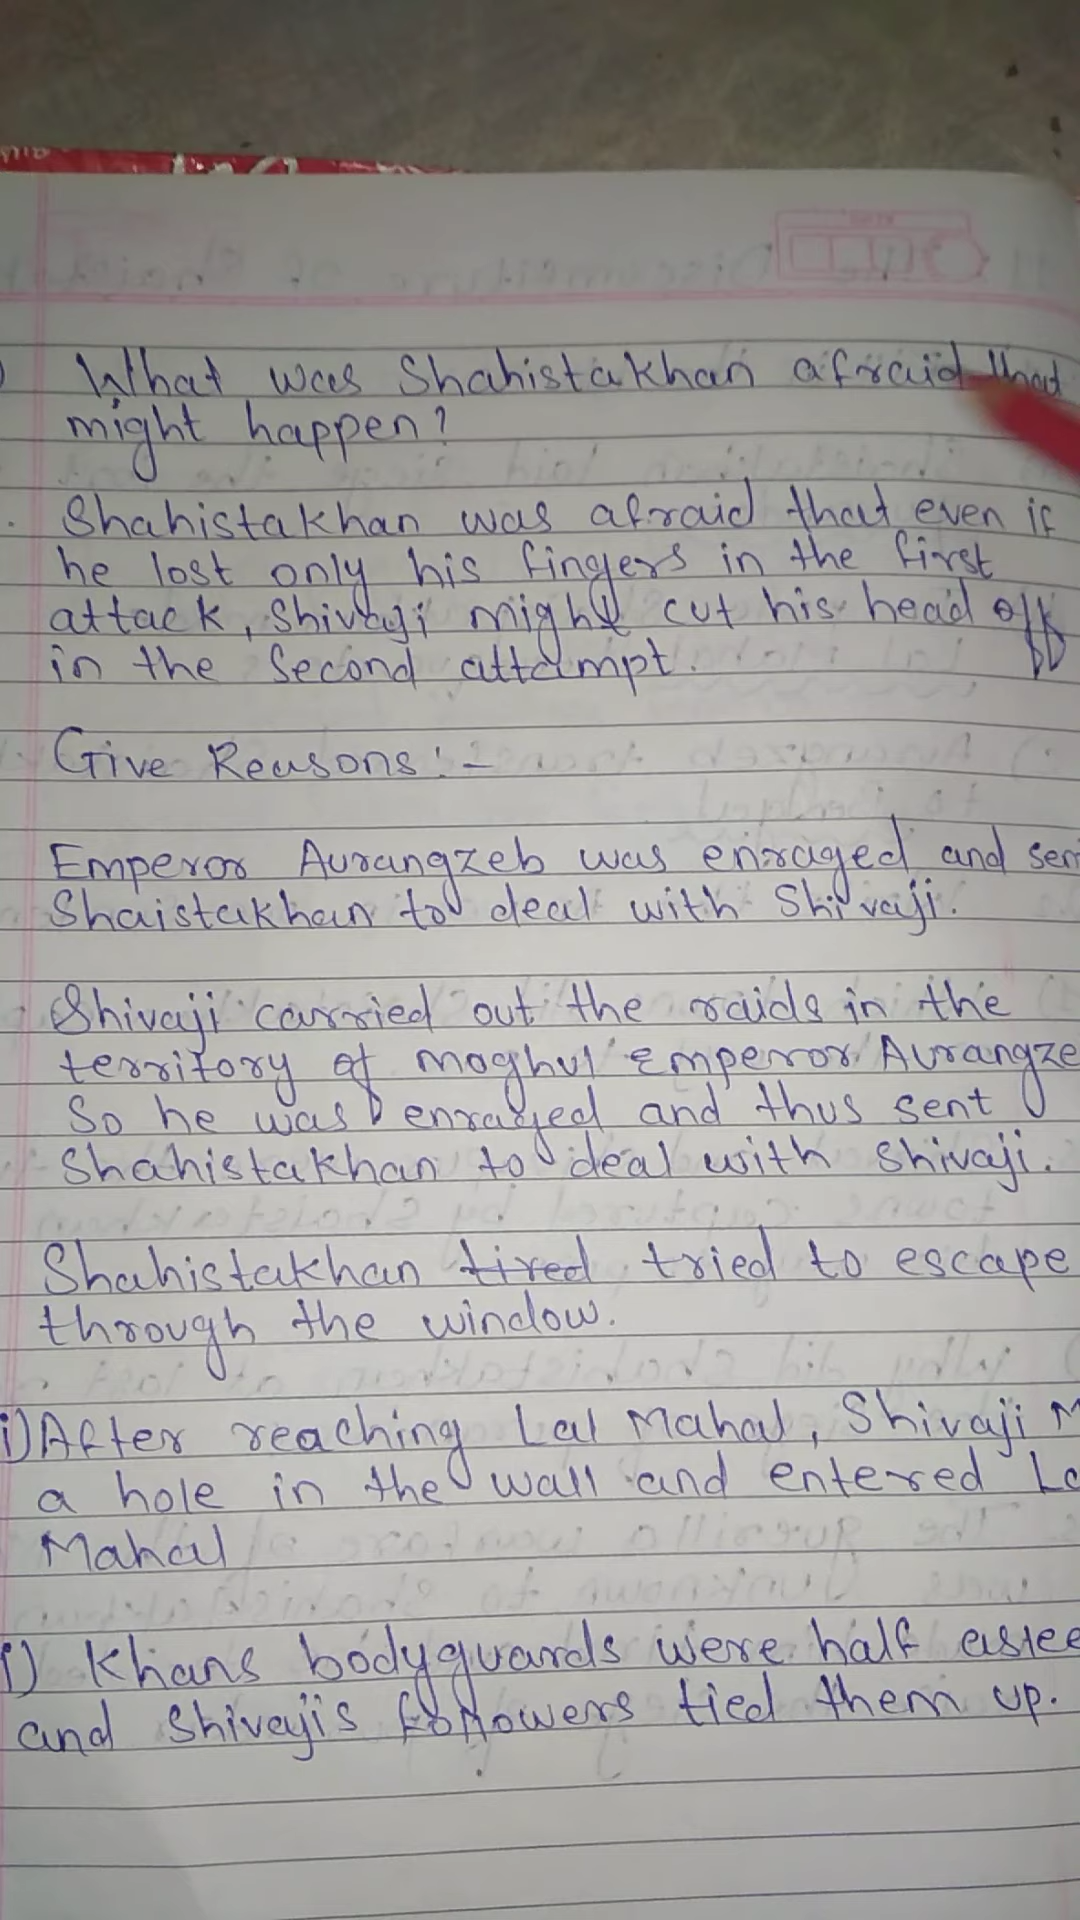 What was Shahistakhan afraid that
might happen?
Shahistakhan was afraid that even if
he lost only his fingers in the first
attack, Shivaji might cut his head off
in the Second attampt.
Give Reasons:-
Emperor Aurangzeb was enraged and sen
Shaistakhan to deal with Shivaji.
Shivaji carried out the raids in the
territory of moghul Emperor Aurangze
So he was enraged and thus sent
Shahistakhan to deal with Shivaji.
Shahistakhan tired tried to escape
through the window.
i) After reaching Lal Mahal, Shivaji M
a hole in the wall and entered La
Mahal
i) Khans bodyguards were half aslee
and Shivajis followers tied them up.